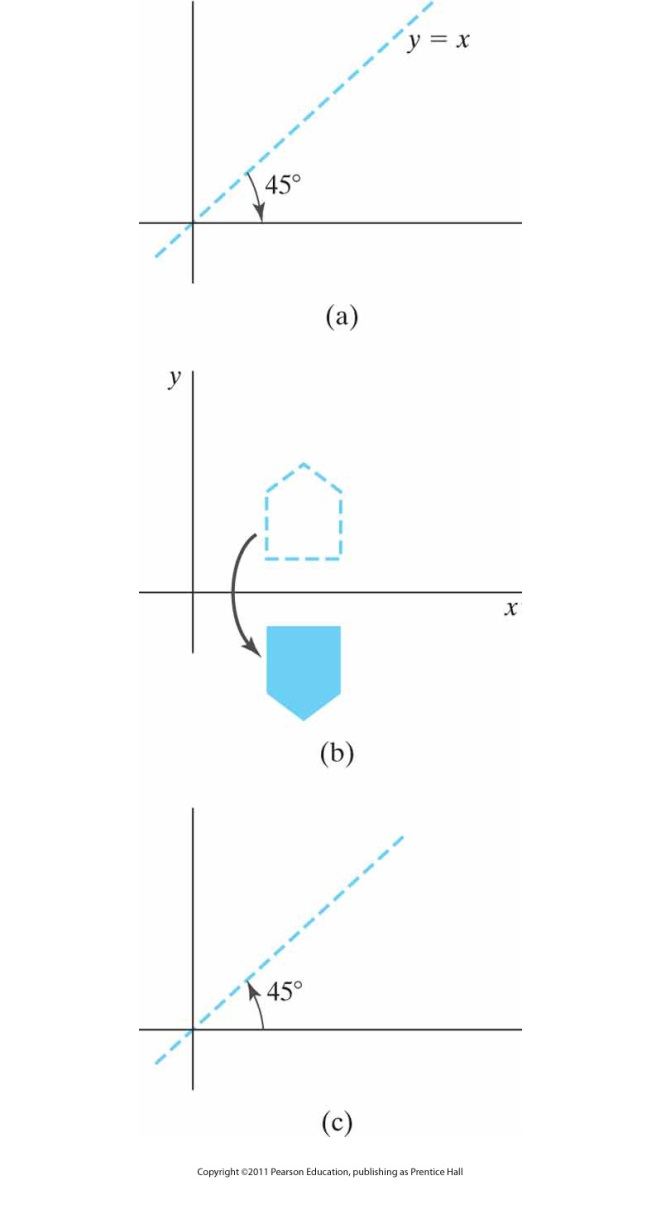 y = x
45°
(a)
y
x
(b)
45°
(c)
Copyright ©2011 Pearson Education, publishing as Prentice Hall